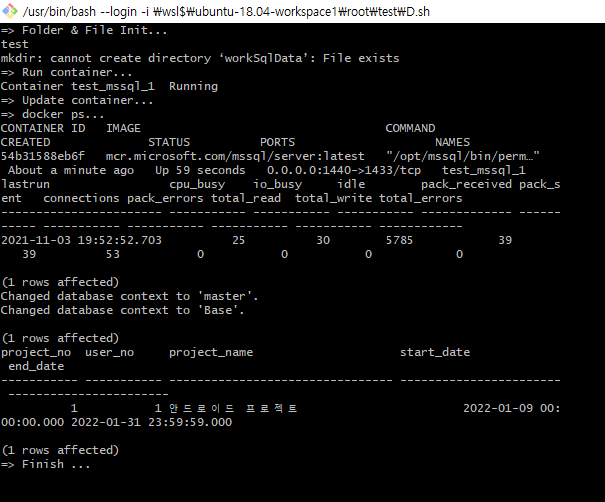 /usr/bin/bash --login -i ￦wsl$￦ubuntu-18.04-workspace1￦root￦test￦D.sh
=> Folder & File Init...
test
mkdir: cannot create directory ‘workSqlData’: File exists
=> Run container...
Container test_mssql_1  Running
=> Update container...
=> docker ps...
CONTAINER ID   IMAGE                                        COMMAND
CREATED              STATUS          PORTS                    NAMES
54b31588eb6f   mcr.microsoft.com/mssql/server:latest   "/opt/mssql/bin/perm…"
 About a minute ago   Up 59 seconds   0.0.0.0:1440->1433/tcp   test_mssql_1
lastrun                 cpu_busy    io_busy     idle        pack_received pack_s
ent   connections pack_errors total_read  total_write total_errors
----------------------- ----------- ----------- ----------- ------------- ------
----- ----------- ----------- ----------- ----------- ------------
2021-11-03 19:52:52.703          25          30        5785            39
   39          53           0           0           0            0
(1 rows affected)
Changed database context to 'master'.
Changed database context to 'Base'.
(1 rows affected)
project_no  user_no     project_name                     start_date
 end_date
----------- ----------- -------------------------------- -----------------------
 -----------------------
          1           1 안드로이드 프로젝트                        2022-01-09 00:
00:00.000 2022-01-31 23:59:59.000
(1 rows affected)
=> Finish ...